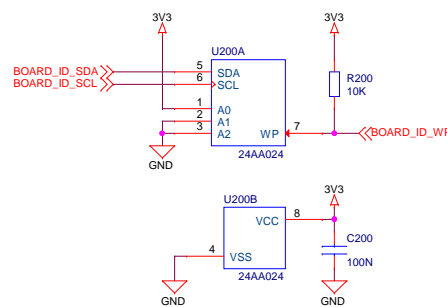 3V3 3V3
U200A
BOARD_ID_SDA 5 SDA
BOARD_ID_SCL 6 SCL
R200
10K
1 A0
2 A1
3 A2 WP 7 BOARD_ID_WP
GND 24AA024
U200B 3V3
VCC 8
C200
4 VSS 100N
24AA024
GND GND